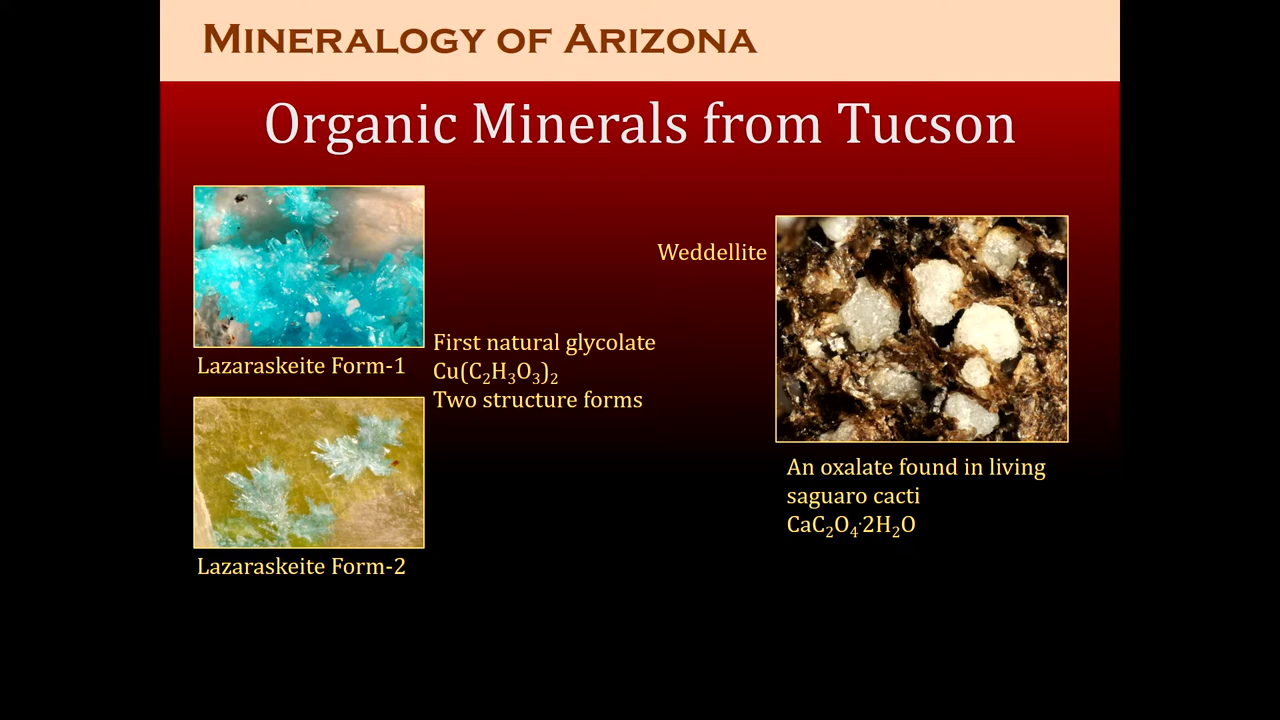 MINERALOGY OF ARIZONA
Organic Minerals from Tucson
Lazaraskeite Form-1
First natural glycolate
Cu(C₂H₃O₃)₂
Two structure forms
Lazaraskeite Form-2
Weddellite
An oxalate found in living
saguaro cacti
CaC₂O₄·2H₂O